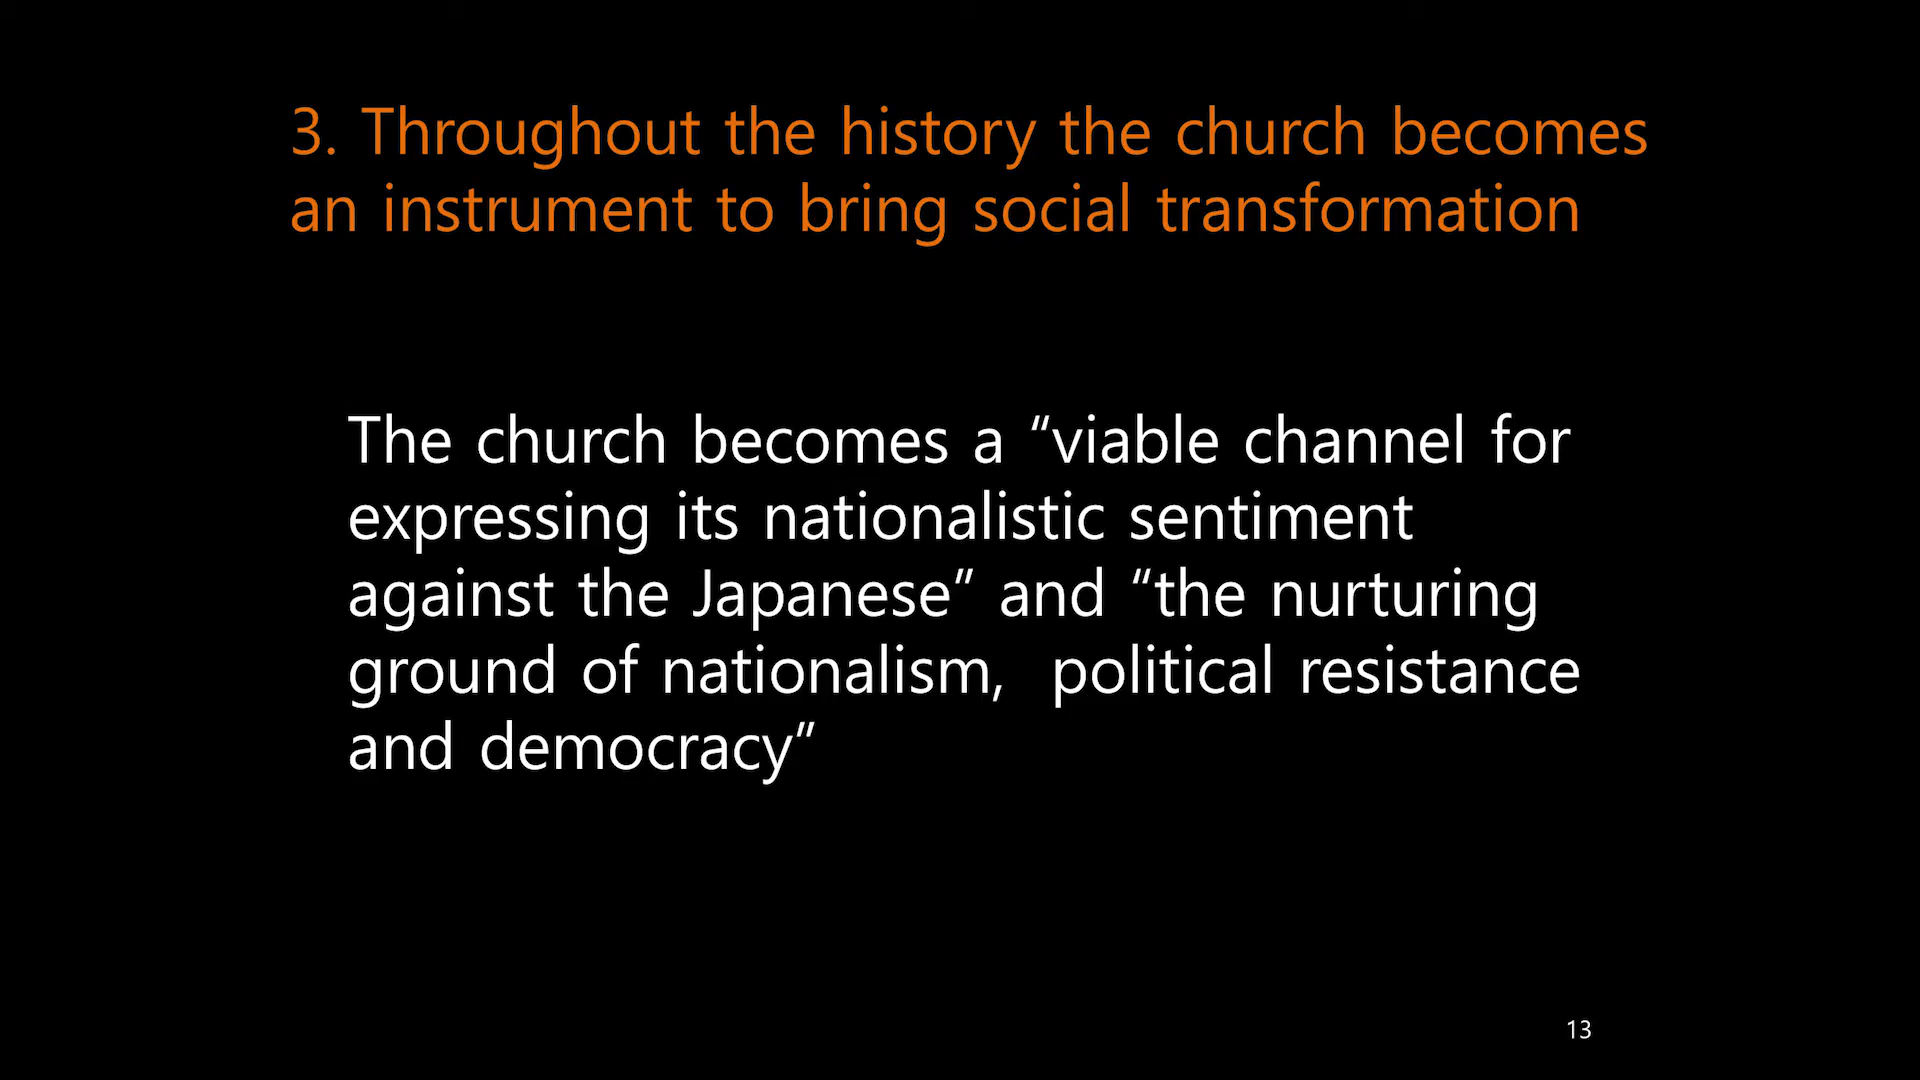 3. Throughout the history the church becomes
an instrument to bring social transformation
The church becomes a “viable channel for
expressing its nationalistic sentiment
against the Japanese” and “the nurturing
ground of nationalism,  political resistance
and democracy”
13